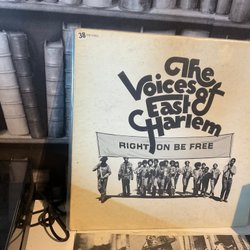 The
Voices of
East
Harlem
RIGHT ON BE FREE